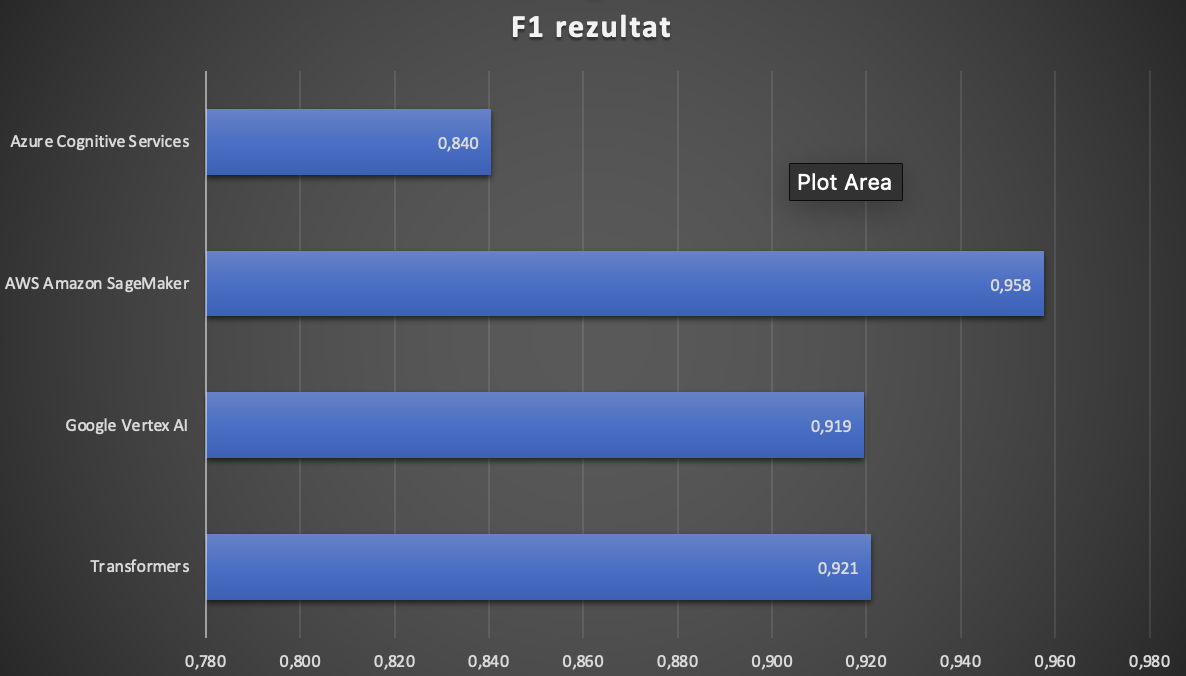 F1 rezultat
Azure Cognitive Services
0,840
Plot Area
AWS Amazon SageMaker
0,958
Google Vertex AI
0,919
Transformers
0,921
0,780 0,800 0,820 0,840 0,860 0,880 0,900 0,920 0,940 0,960 0,980